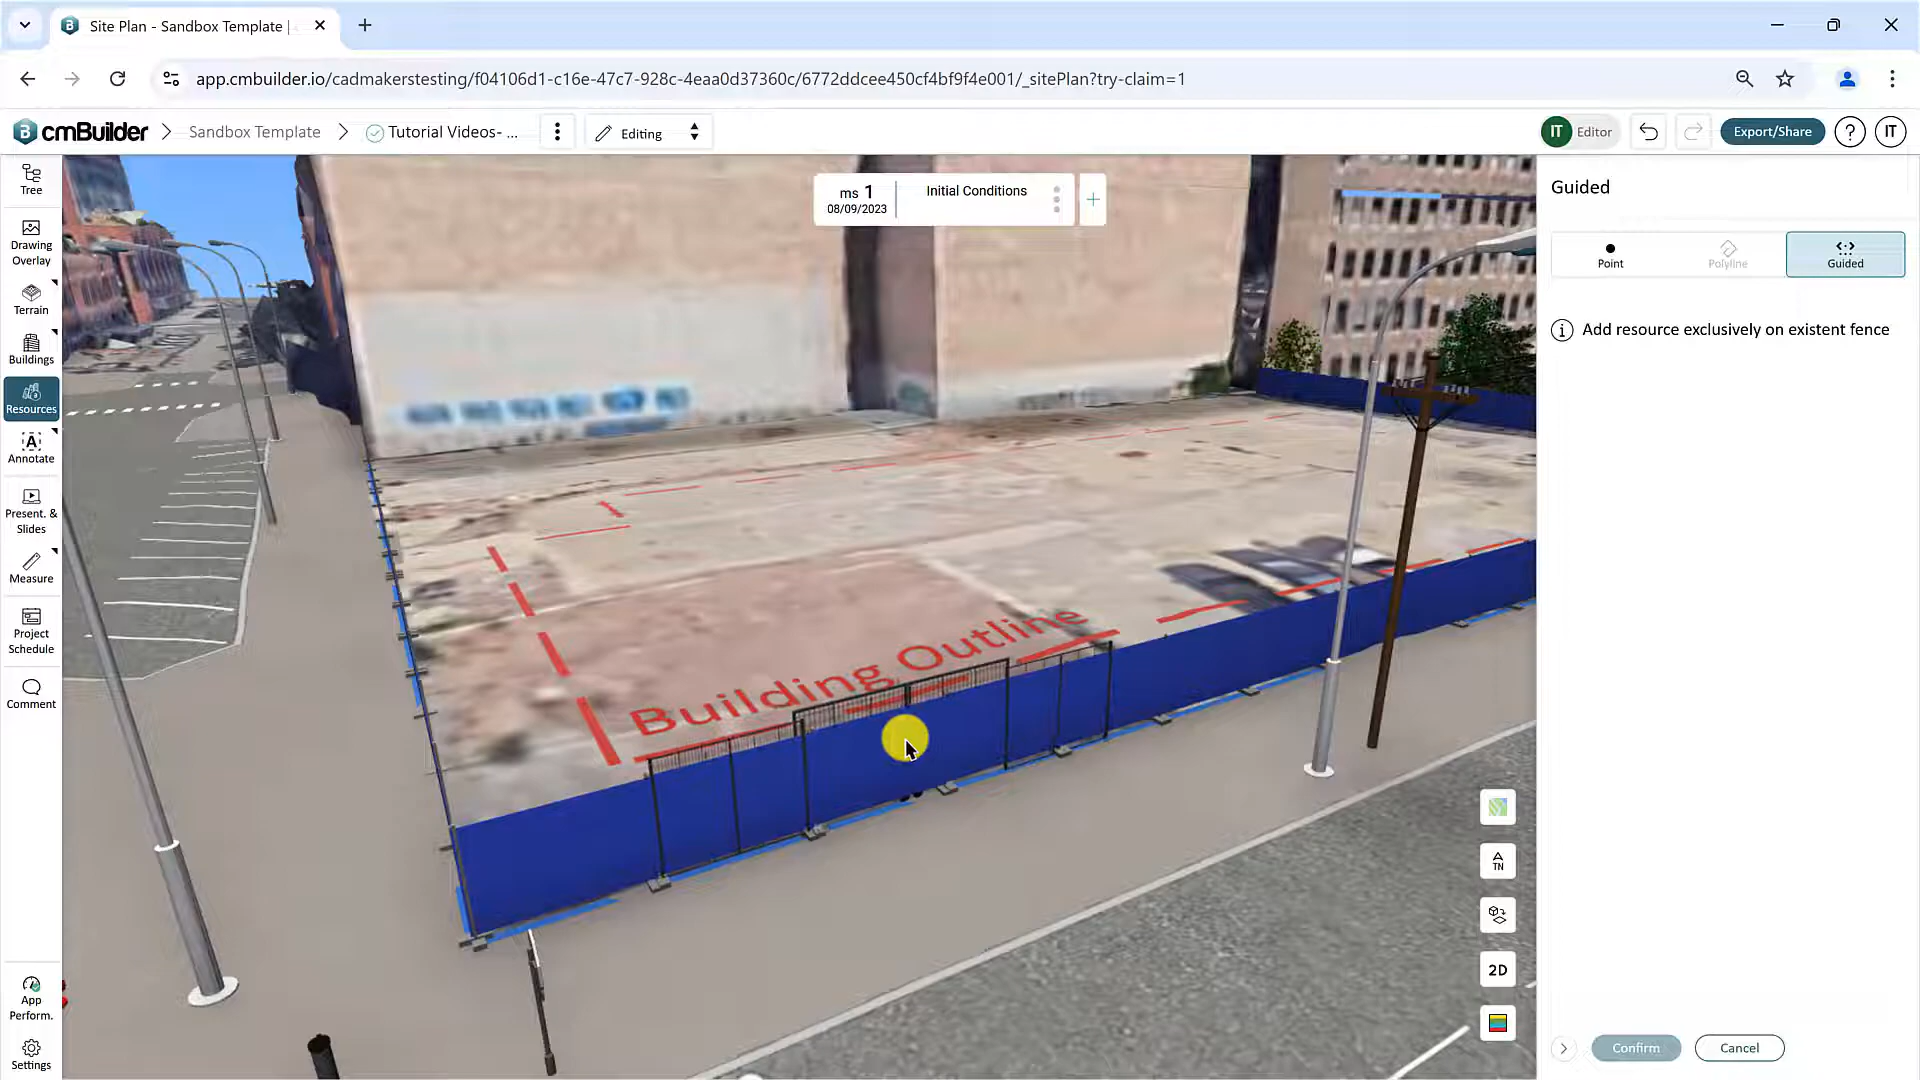 Site Plan - Sandbox Template |
app.cmbuilder.io/cadmakerstesting/f04106d1-c16e-47c7-928c-4eaa0d37360c/6772ddcee450cf4bf9f4e001/_sitePlan?try-claim=1
cmBuilder
Sandbox Template
Tutorial Videos- ...
Editing
IT
Editor
Export/Share
?
IT
Tree
Drawing
Overlay
Terrain
Buildings
Resources
Annotate
Present. &
Slides
Measure
Project
Schedule
Comment
App
Perform.
Settings
ms 1
08/09/2023
Initial Conditions
Building Outline
TN
2D
Guided
Point
Polyline
Guided
Add resource exclusively on existent fence
Confirm
Cancel